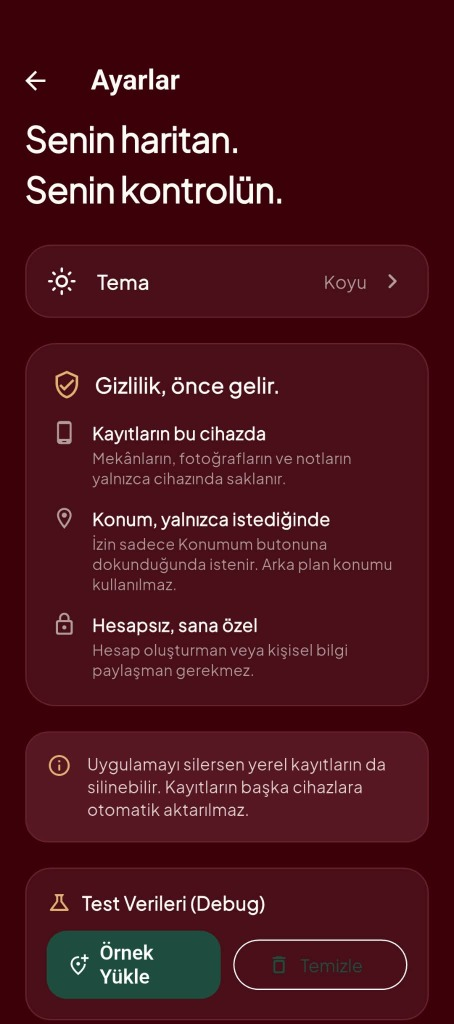 Ayarlar
Senin haritan.
Senin kontrolün.
Tema
Koyu
Gizlilik, önce gelir.
Kayıtların bu cihazda
Mekânların, fotoğrafların ve notların
yalnızca cihazında saklanır.
Konum, yalnızca istediğinde
İzin sadece Konumum butonuna
dokunduğunda istenir. Arka plan konumu
kullanılmaz.
Hesapsız, sana özel
Hesap oluşturman veya kişisel bilgi
paylaşman gerekmez.
Uygulamayı silersen yerel kayıtların da
silinebilir. Kayıtların başka cihazlara
otomatik aktarılmaz.
Test Verileri (Debug)
Örnek
Yükle
Temizle